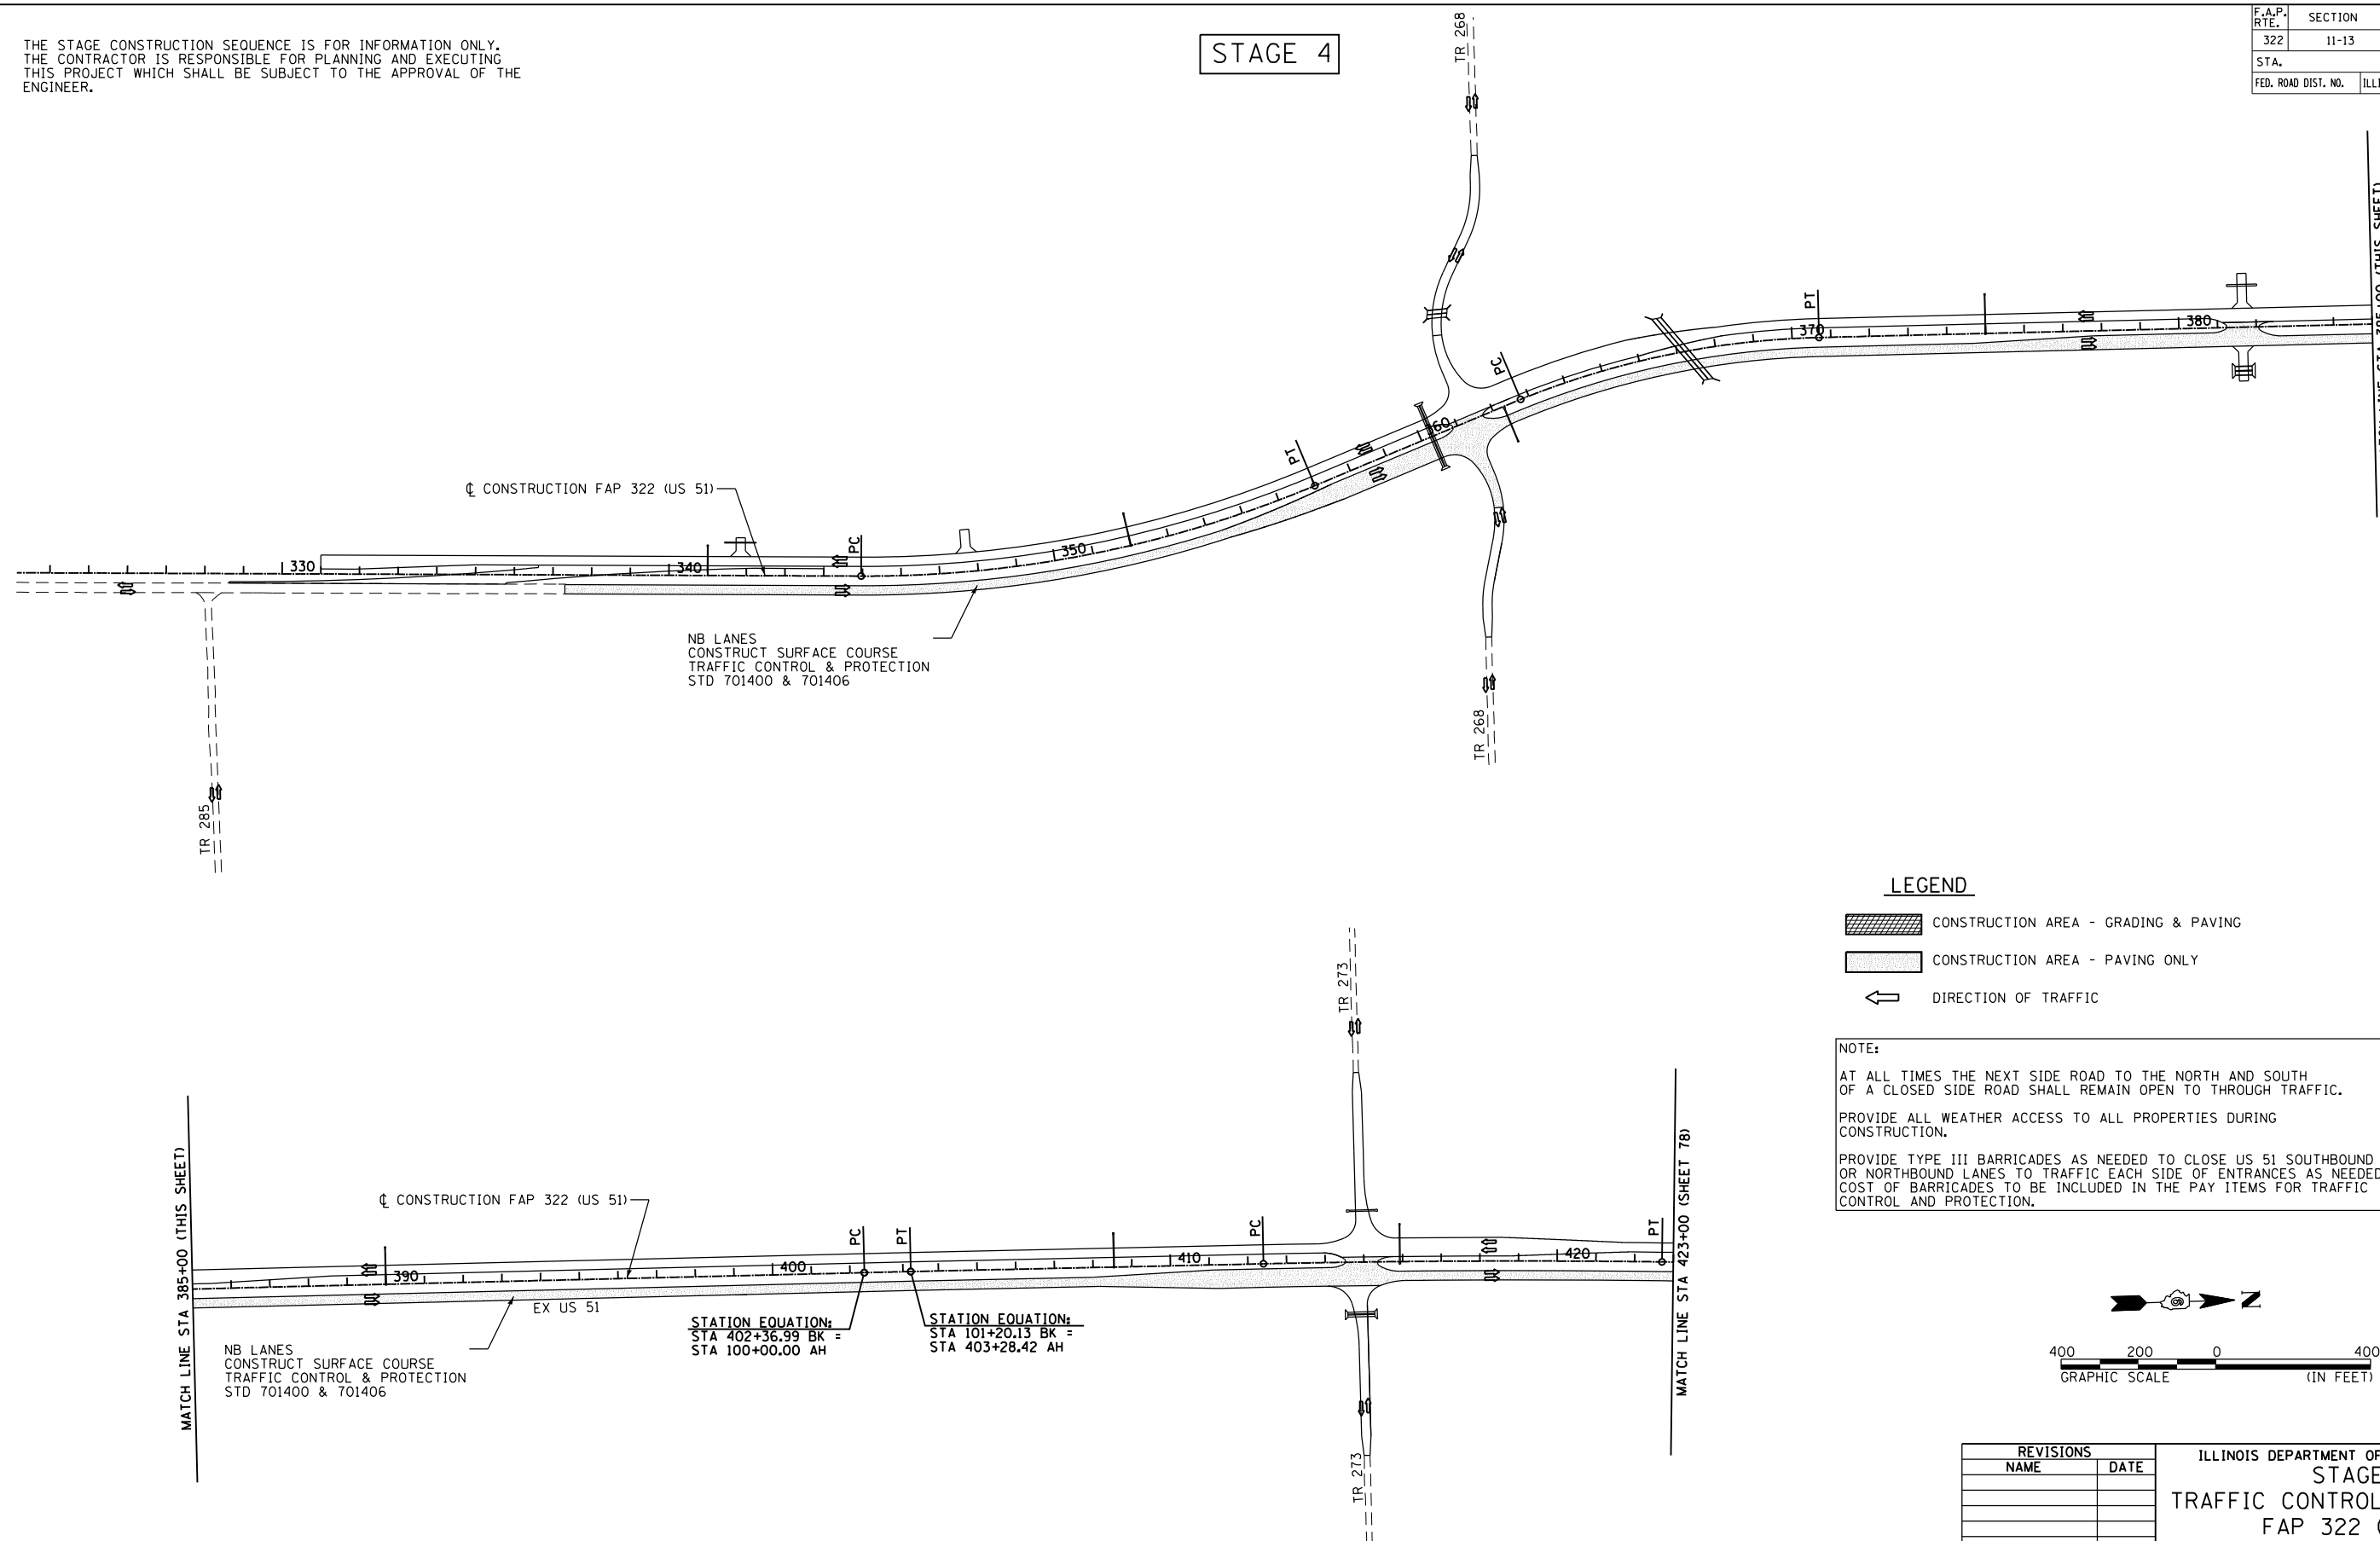 THE STAGE CONSTRUCTION SEQUENCE IS FOR INFORMATION ONLY.
THE CONTRACTOR IS RESPONSIBLE FOR PLANNING AND EXECUTING
THIS PROJECT WHICH SHALL BE SUBJECT TO THE APPROVAL OF THE
ENGINEER.
STAGE 4
F.A.P. RTE.
SECTION
322
11-13
STA.
FED. ROAD DIST. NO.
ILLI
TR 268
PT
370
380
STA 385+00 (THIS SHEET)
PC
PT
℄ CONSTRUCTION FAP 322 (US 51)
PC
330
340
350
NB LANES
CONSTRUCT SURFACE COURSE
TRAFFIC CONTROL & PROTECTION
STD 701400 & 701406
TR 268
TR 285
LEGEND
CONSTRUCTION AREA - GRADING & PAVING
CONSTRUCTION AREA - PAVING ONLY
DIRECTION OF TRAFFIC
NOTE:
AT ALL TIMES THE NEXT SIDE ROAD TO THE NORTH AND SOUTH
OF A CLOSED SIDE ROAD SHALL REMAIN OPEN TO THROUGH TRAFFIC.
PROVIDE ALL WEATHER ACCESS TO ALL PROPERTIES DURING
CONSTRUCTION.
PROVIDE TYPE III BARRICADES AS NEEDED TO CLOSE US 51 SOUTHBOUND
OR NORTHBOUND LANES TO TRAFFIC EACH SIDE OF ENTRANCES AS NEEDED
COST OF BARRICADES TO BE INCLUDED IN THE PAY ITEMS FOR TRAFFIC
CONTROL AND PROTECTION.
TR 273
MATCH LINE STA 385+00 (THIS SHEET)
℄ CONSTRUCTION FAP 322 (US 51)
390
400
PC
PT
410
PC
420
PT
MATCH LINE STA 423+00 (SHEET 78)
EX US 51
STATION EQUATION:
STA 402+36.99 BK =
STA 100+00.00 AH
STATION EQUATION:
STA 101+20.13 BK =
STA 403+28.42 AH
NB LANES
CONSTRUCT SURFACE COURSE
TRAFFIC CONTROL & PROTECTION
STD 701400 & 701406
TR 273
N
400 200 0 400
GRAPHIC SCALE (IN FEET)
REVISIONS
NAME DATE
ILLINOIS DEPARTMENT OF
STAGE
TRAFFIC CONTROL
FAP 322 (